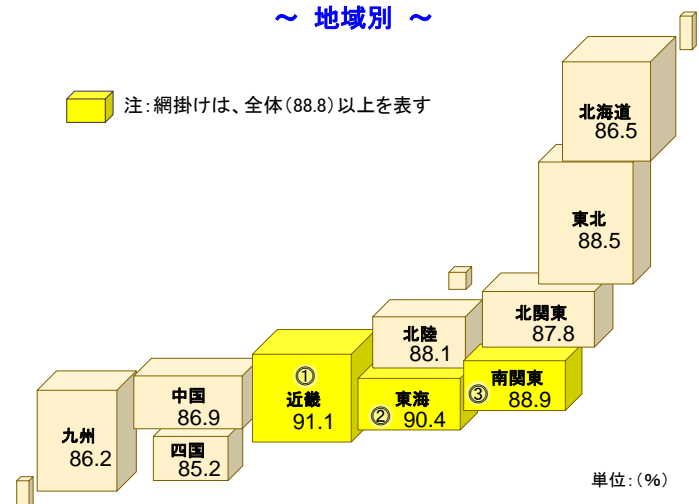 ～ 地域別 ～
注：網掛けは、全体（88.8）以上を表す
北海道
86.5
東北
88.5
北関東
87.8
北陸
88.1
南関東
③ 88.9
東海
② 90.4
①
近畿
91.1
中国
86.9
四国
85.2
九州
86.2
単位：（%）